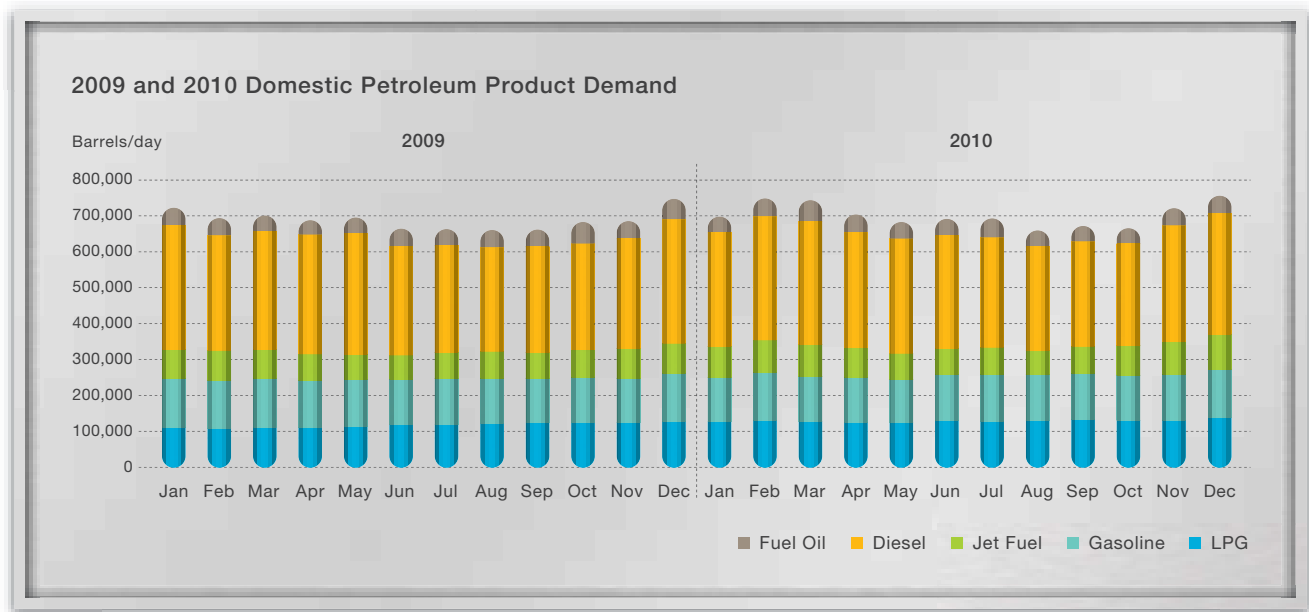 2009 and 2010 Domestic Petroleum Product Demand
Barrels/day
2009
2010
800,000
700,000
600,000
500,000
400,000
300,000
200,000
100,000
0
Jan Feb Mar Apr May Jun Jul Aug Sep Oct Nov Dec Jan Feb Mar Apr May Jun Jul Aug Sep Oct Nov Dec
Fuel Oil Diesel Jet Fuel Gasoline LPG